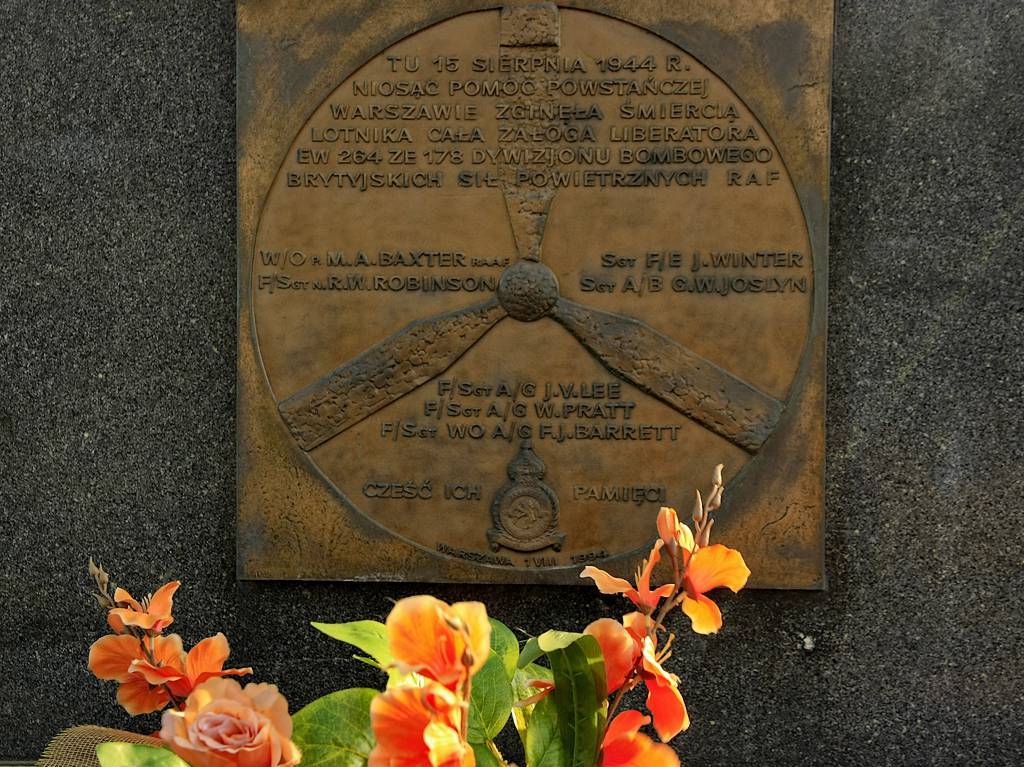 TU 15 SIERPNIA 1944 R.
NIOSĄC POMOC POWSTAŃCZEJ
WARSZAWIE ZGINĘŁA ŚMIERCIĄ
LOTNIKA CAŁA ZAŁOGA LIBERATORA
EW 264 ZE 178 DYWIZJONU BOMBOWEGO
BRYTYJSKICH SIŁ POWIETRZNYCH RAF
W/O P. M.A.BAXTER RAAF
F/SGT N. R.W.ROBINSON
SGT F/E J.WINTER
SGT A/B G.W.JOSLYN
F/SGT A/G J.V.LEE
F/SGT A/G W.PRATT
F/SGT WO A/G F.J.BARRETT
CZEŚĆ ICH PAMIĘCI
WARSZAWA 1 VIII 1994